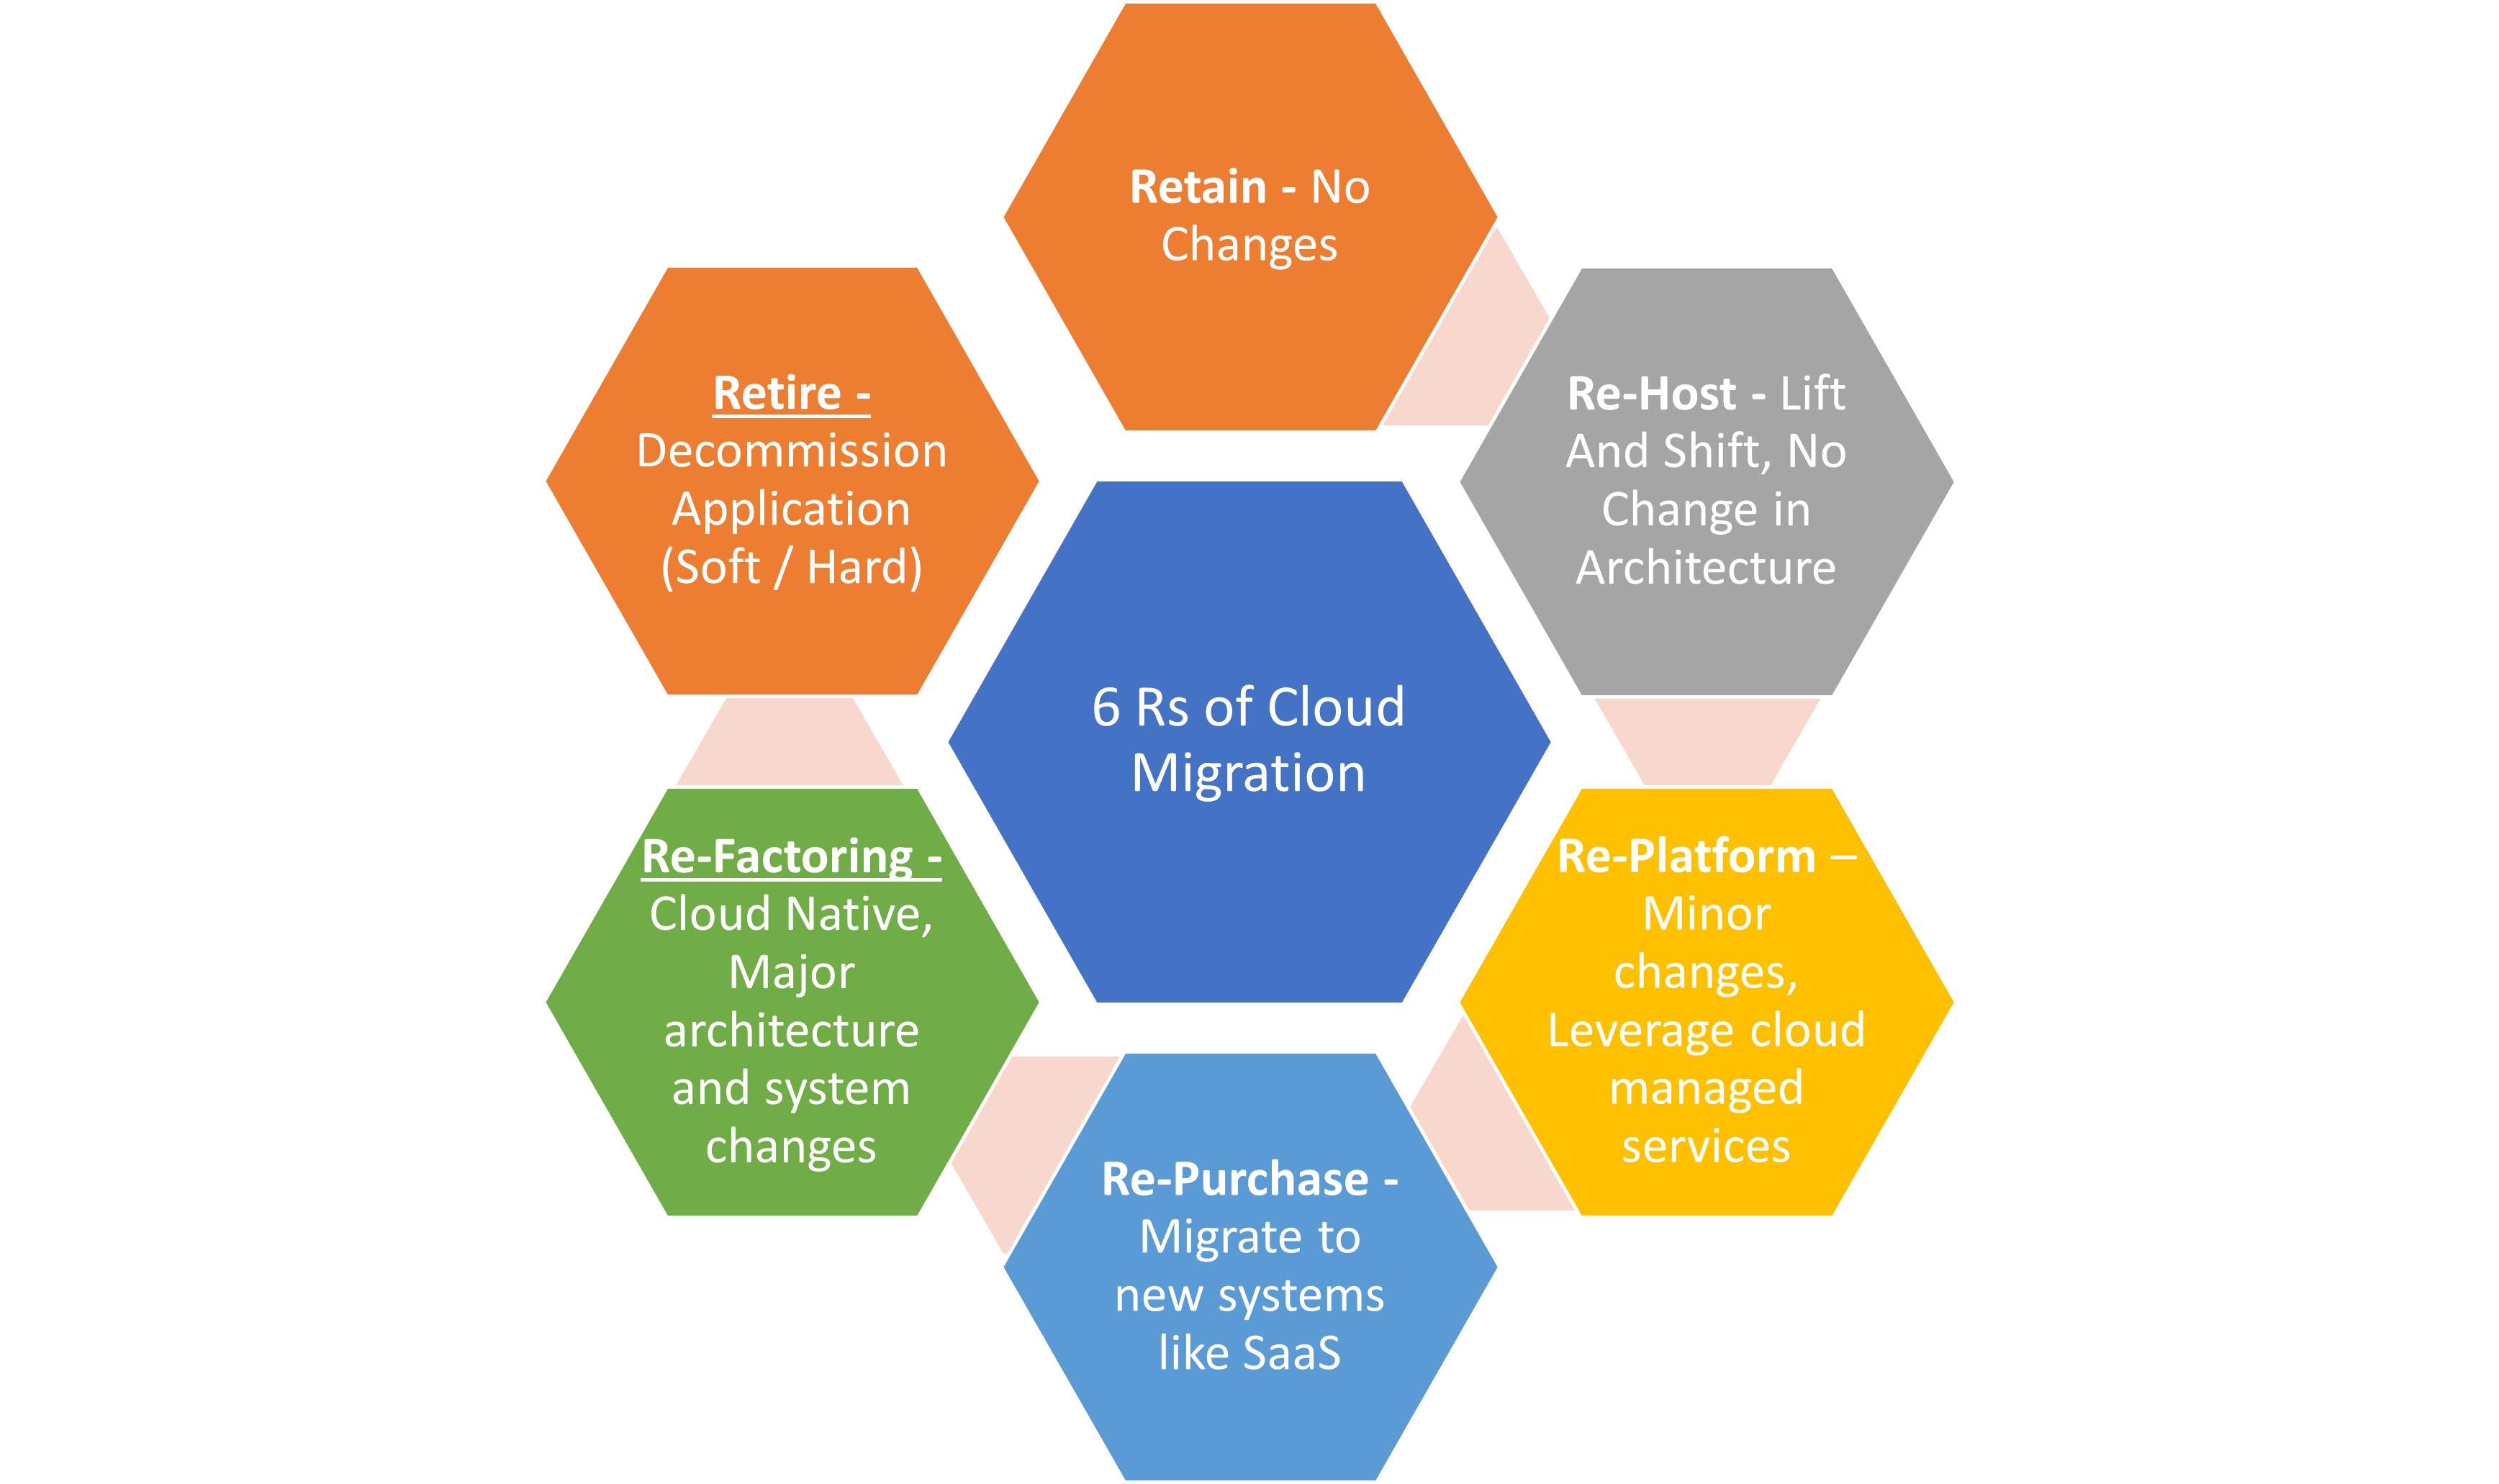 Retain - No
Changes
Re-Host - Lift
And Shift, No
Change in
Architecture
Re-Platform –
Minor
changes,
Leverage cloud
managed
services
Re-Purchase -
Migrate to
new systems
like SaaS
Re-Factoring -
Cloud Native,
Major
architecture
and system
changes
Retire -
Decommission
Application
(Soft / Hard)
6 Rs of Cloud
Migration